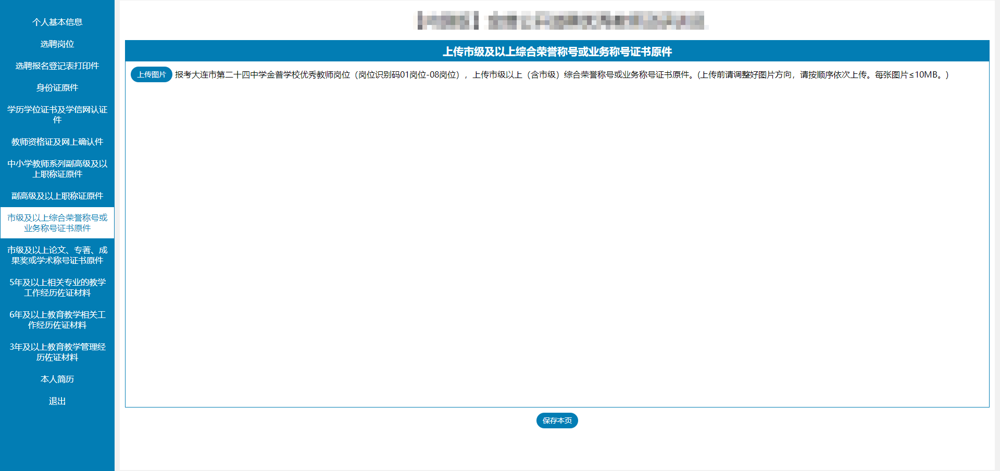 个人基本信息
选聘岗位
选聘报名登记表打印件
身份证原件
学历学位证书及学信网认证
件
教师资格证及网上确认件
中小学教师系列副高级及以
上职称证原件
副高级及以上职称证原件
市级及以上综合荣誉称号或
业务称号证书原件
市级及以上论文、专著、成
果奖或学术称号证书原件
5年及以上相关专业的教学
工作经历佐证材料
6年及以上教育教学相关工
作经历佐证材料
3年及以上教育教学管理经
历佐证材料
本人简历
退出
上传市级及以上综合荣誉称号或业务称号证书原件
上传图片 报考大连市第二十四中学金普学校优秀教师岗位（岗位识别码01岗位-08岗位），上传市级以上（含市级）综合荣誉称号或业务称号证书原件。(上传前请调整好图片方向，请按顺序依次上传。每张图片≤10MB。)
保存本页